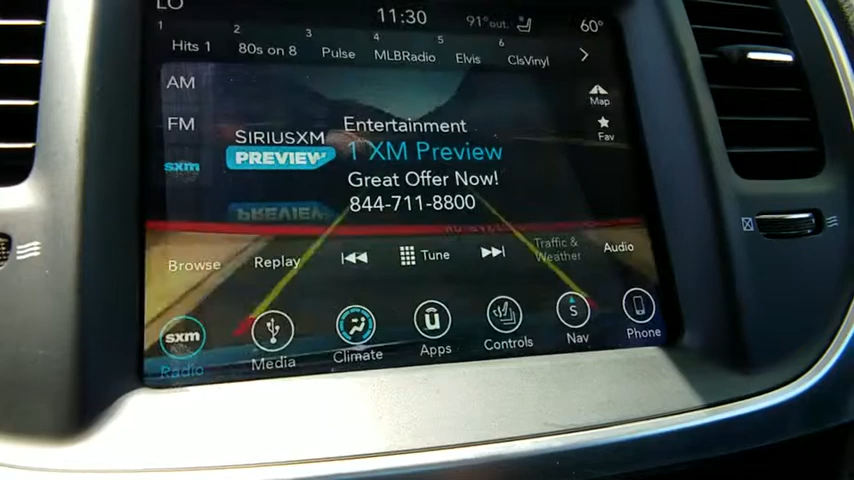 LO 11:30 91°out. 60°
1 2 3 4 5 6
Hits 1 80s on 8 Pulse MLBRadio Elvis ClsVinyl
AM
FM
sxm
SIRIUSXM
PREVIEW
Entertainment
1 XM Preview
Great Offer Now!
844-711-8800
Map
Fav
Browse Replay Tune Traffic & Weather Audio
sxm U S
Radio Media Climate Apps Controls Nav Phone